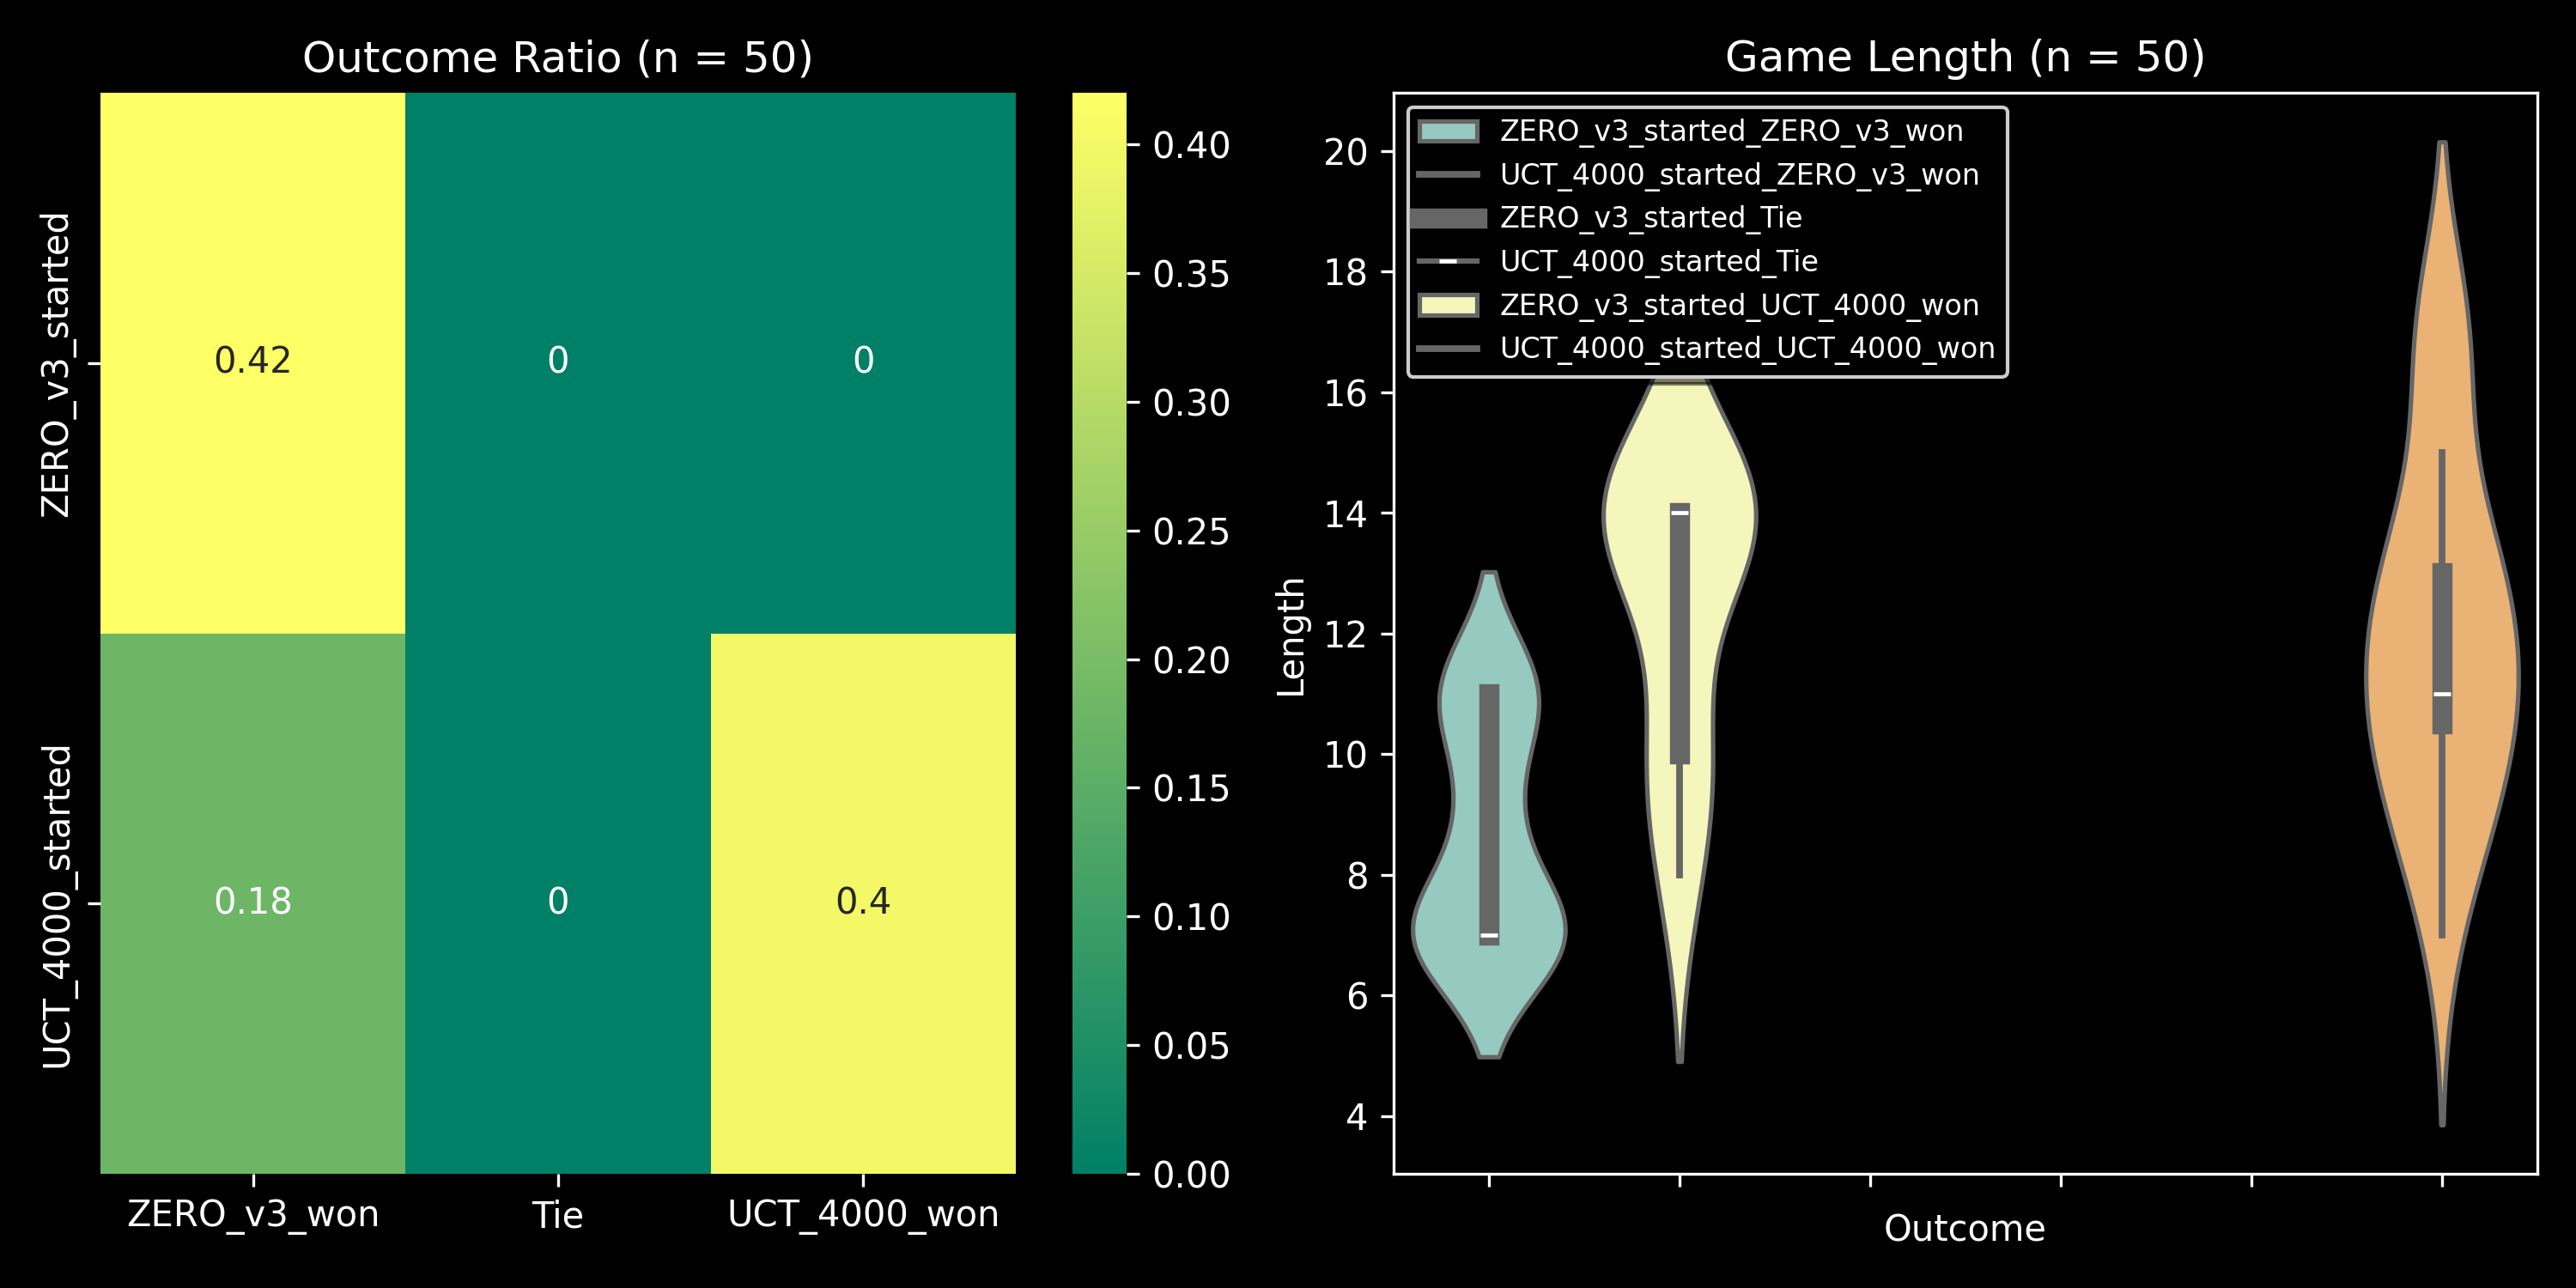 Outcome Ratio (n = 50)
ZERO_v3_started
UCT_4000_started
0.42
0
0
0.18
0
0.4
ZERO_v3_won
Tie
UCT_4000_won
0.40
0.35
0.30
0.25
0.20
0.15
0.10
0.05
0.00
Game Length (n = 50)
Length
20
18
16
14
12
10
8
6
4
ZERO_v3_started_ZERO_v3_won
UCT_4000_started_ZERO_v3_won
ZERO_v3_started_Tie
UCT_4000_started_Tie
ZERO_v3_started_UCT_4000_won
UCT_4000_started_UCT_4000_won
Outcome